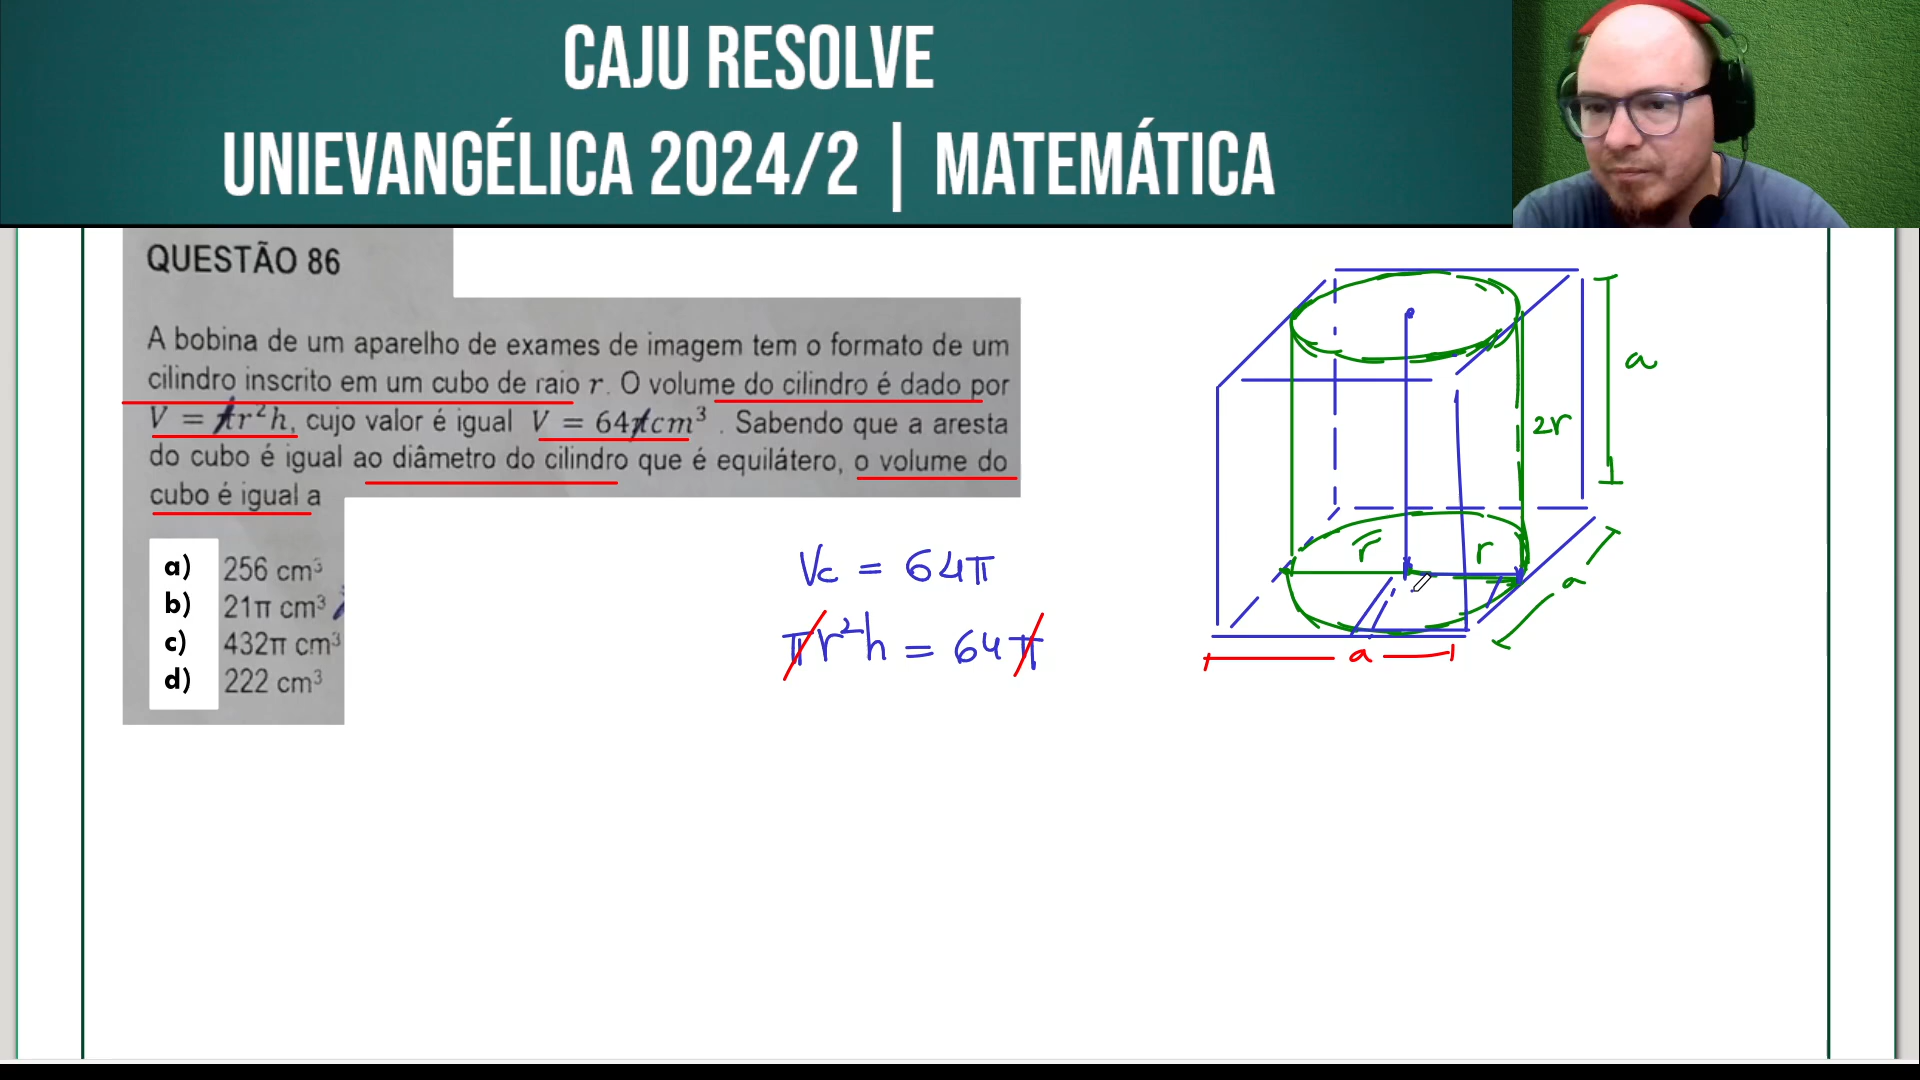 CAJU RESOLVE
UNIEVANGÉLICA 2024/2 | MATEMÁTICA
QUESTÃO 86
A bobina de um aparelho de exames de imagem tem o formato de um
cilindro inscrito em um cubo de raio r. O volume do cilindro é dado por
V = πr²h, cujo valor é igual V = 64πcm³ . Sabendo que a aresta
do cubo é igual ao diâmetro do cilindro que é equilátero, o volume do
cubo é igual a
a) 256 cm³
b) 21π cm³
c) 432π cm³
d) 222 cm³
Vc = 64π
πr²h = 64π
a
2r
r r
a
a